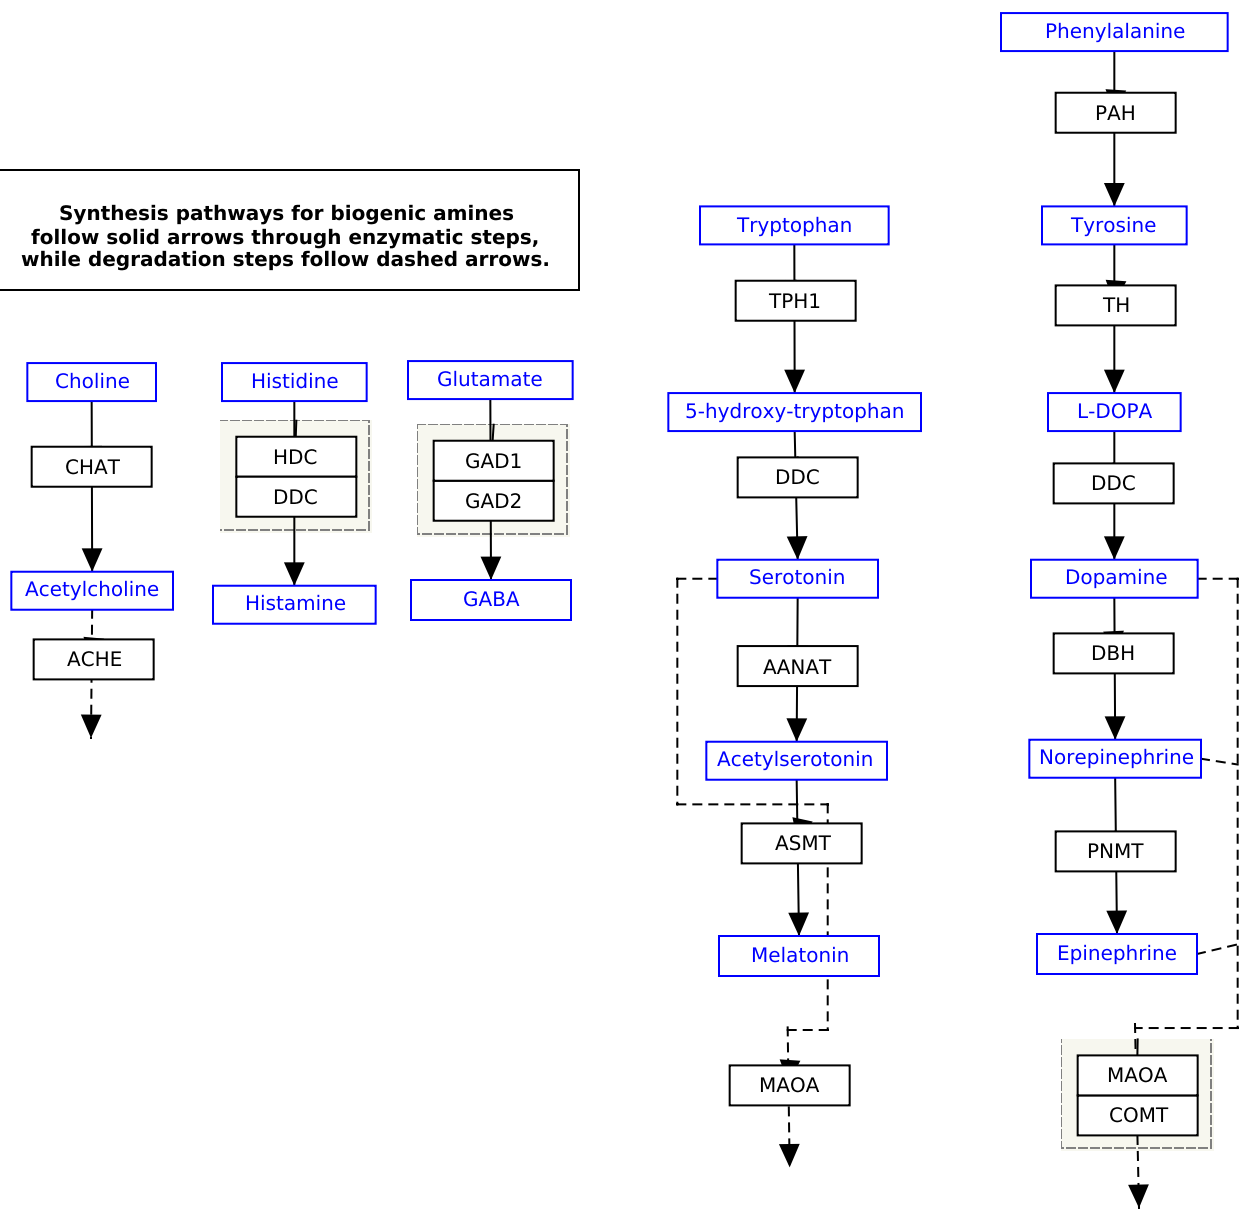 Phenylalanine
PAH
Synthesis pathways for biogenic amines
follow solid arrows through enzymatic steps,
while degradation steps follow dashed arrows.
Tryptophan
Tyrosine
TPH1
TH
Choline
Histidine
Glutamate
5-hydroxy-tryptophan
L-DOPA
CHAT
HDC
DDC
GAD1
GAD2
DDC
DDC
Acetylcholine
Histamine
GABA
Serotonin
Dopamine
ACHE
AANAT
DBH
Acetylserotonin
Norepinephrine
ASMT
PNMT
Melatonin
Epinephrine
MAOA
MAOA
COMT